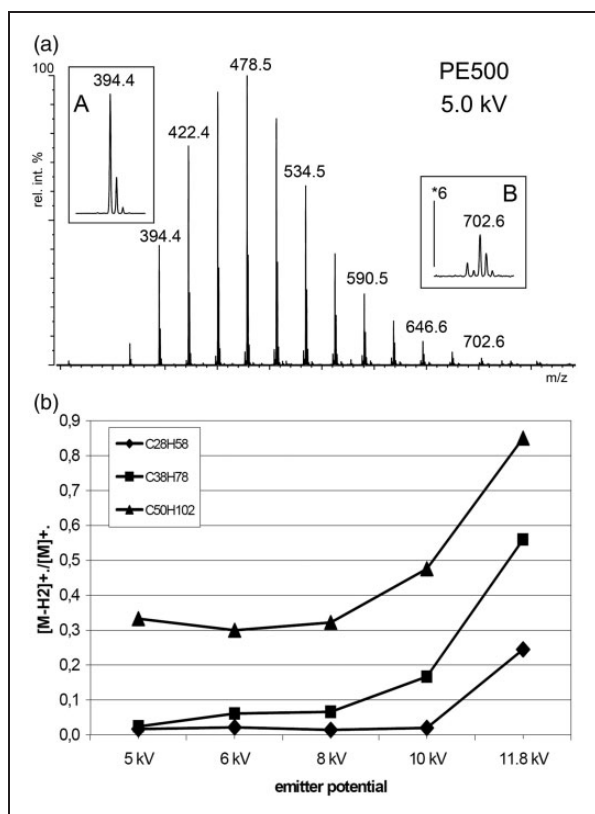 (a)
100
rel. int. %
394.4
A
422.4
394.4
478.5
534.5
590.5
646.6
702.6
PE500
5.0 kV
*6
B
702.6
m/z
(b)
[M-H2]+./[M]+.
0,9
0,8
0,7
0,6
0,5
0,4
0,3
0,2
0,1
0,0
C28H58
C38H78
C50H102
5 kV
6 kV
8 kV
10 kV
11.8 kV
emitter potential